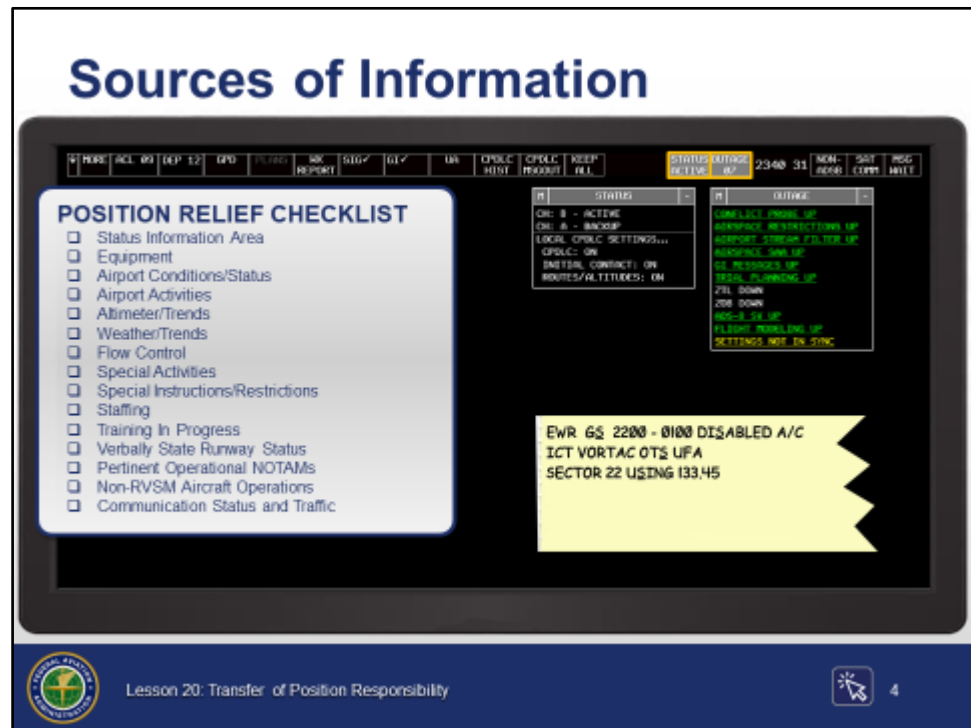 Sources of Information
MORE ACL 09 DEP 12 GPD PLANS WX REPORT SIG✓ GI✓ UA CPDLC HIST CPDLC MSGOUT KEEP ALL STATUS ACTIVE OUTAGE 07 2340 31 NON-ADSB SAT COMM MSG WAIT
POSITION RELIEF CHECKLIST
Status Information Area
Equipment
Airport Conditions/Status
Airport Activities
Altimeter/Trends
Weather/Trends
Flow Control
Special Activities
Special Instructions/Restrictions
Staffing
Training In Progress
Verbally State Runway Status
Pertinent Operational NOTAMs
Non-RVSM Aircraft Operations
Communication Status and Traffic
M STATUS -
CH: B - ACTIVE
CH: A - BACKUP
LOCAL CPDLC SETTINGS...
CPDLC: ON
INITIAL CONTACT: ON
ROUTES/ALTITUDES: ON
M OUTAGE -
CONFLICT PROBE UP
AIRSPACE RESTRICTIONS UP
AIRPORT STREAM FILTER UP
AIRSPACE SAA UP
GI MESSAGES UP
TRIAL PLANNING UP
ZTL DOWN
ZOB DOWN
ADS-B SV UP
FLIGHT MODELING UP
SETTINGS NOT IN SYNC
EWR GS 2200 - 0100 DISABLED A/C
ICT VORTAC OTS UFA
SECTOR 22 USING 133.45
FEDERAL AVIATION ADMINISTRATION
Lesson 20: Transfer of Position Responsibility
4